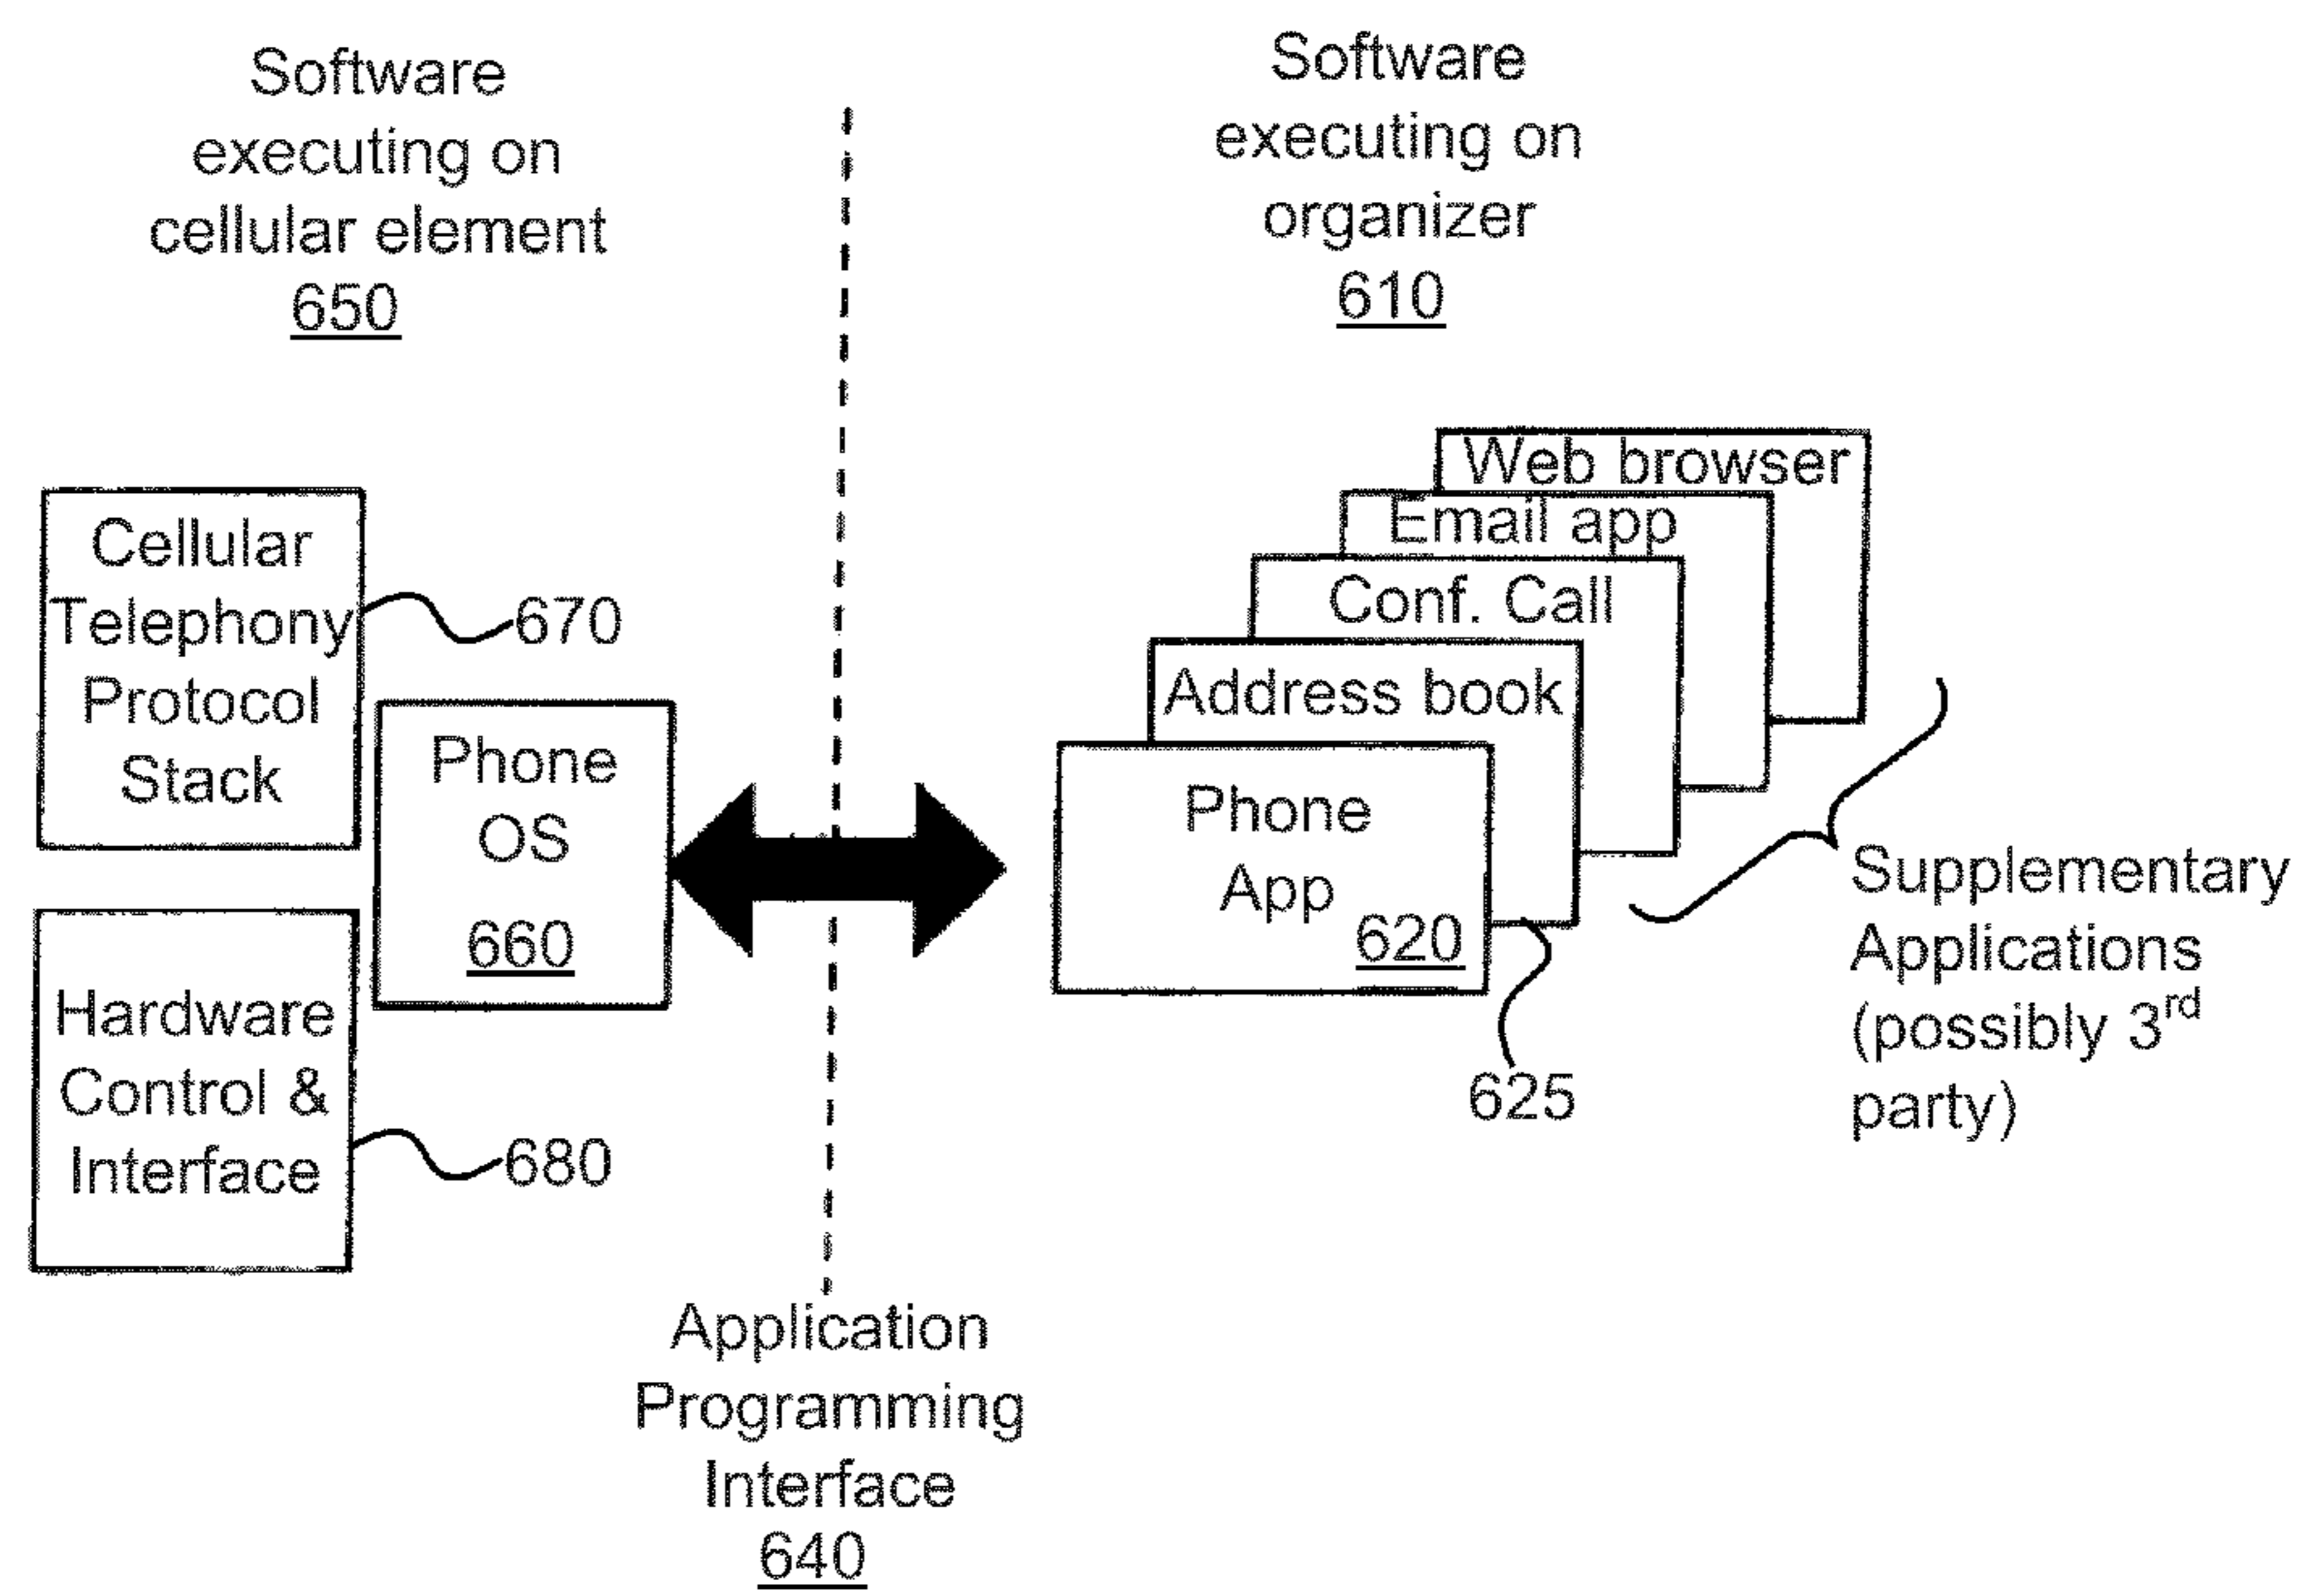 Software
executing on
cellular element
650
Software
executing on
organizer
610
Cellular
Telephony
Protocol
Stack
670
Phone
OS
660
Hardware
Control &
Interface
680
Web browser
Email app
Conf. Call
Address book
Phone
App
620
625
Supplementary
Applications
(possibly 3rd
party)
Application
Programming
Interface
640